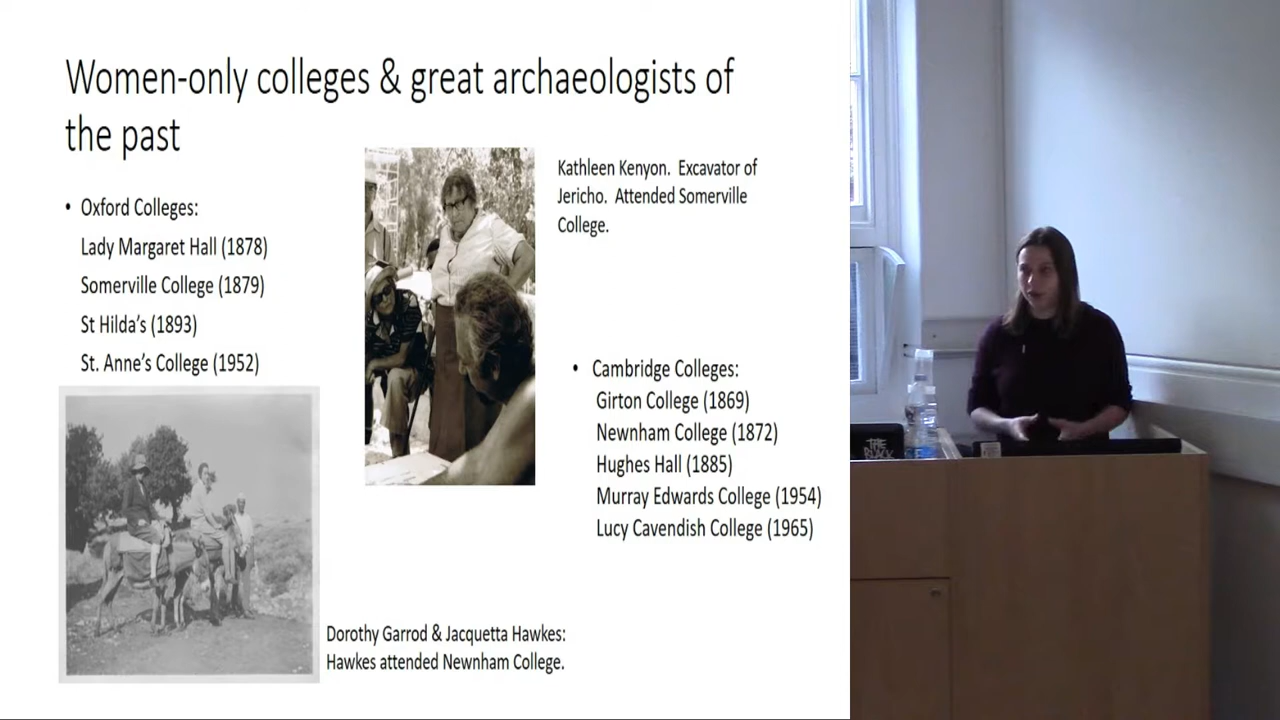 Women-only colleges & great archaeologists of
the past
• Oxford Colleges:
Lady Margaret Hall (1878)
Somerville College (1879)
St Hilda’s (1893)
St. Anne’s College (1952)
Kathleen Kenyon. Excavator of
Jericho. Attended Somerville
College.
• Cambridge Colleges:
Girton College (1869)
Newnham College (1872)
Hughes Hall (1885)
Murray Edwards College (1954)
Lucy Cavendish College (1965)
Dorothy Garrod & Jacquetta Hawkes:
Hawkes attended Newnham College.
THE
BLACK